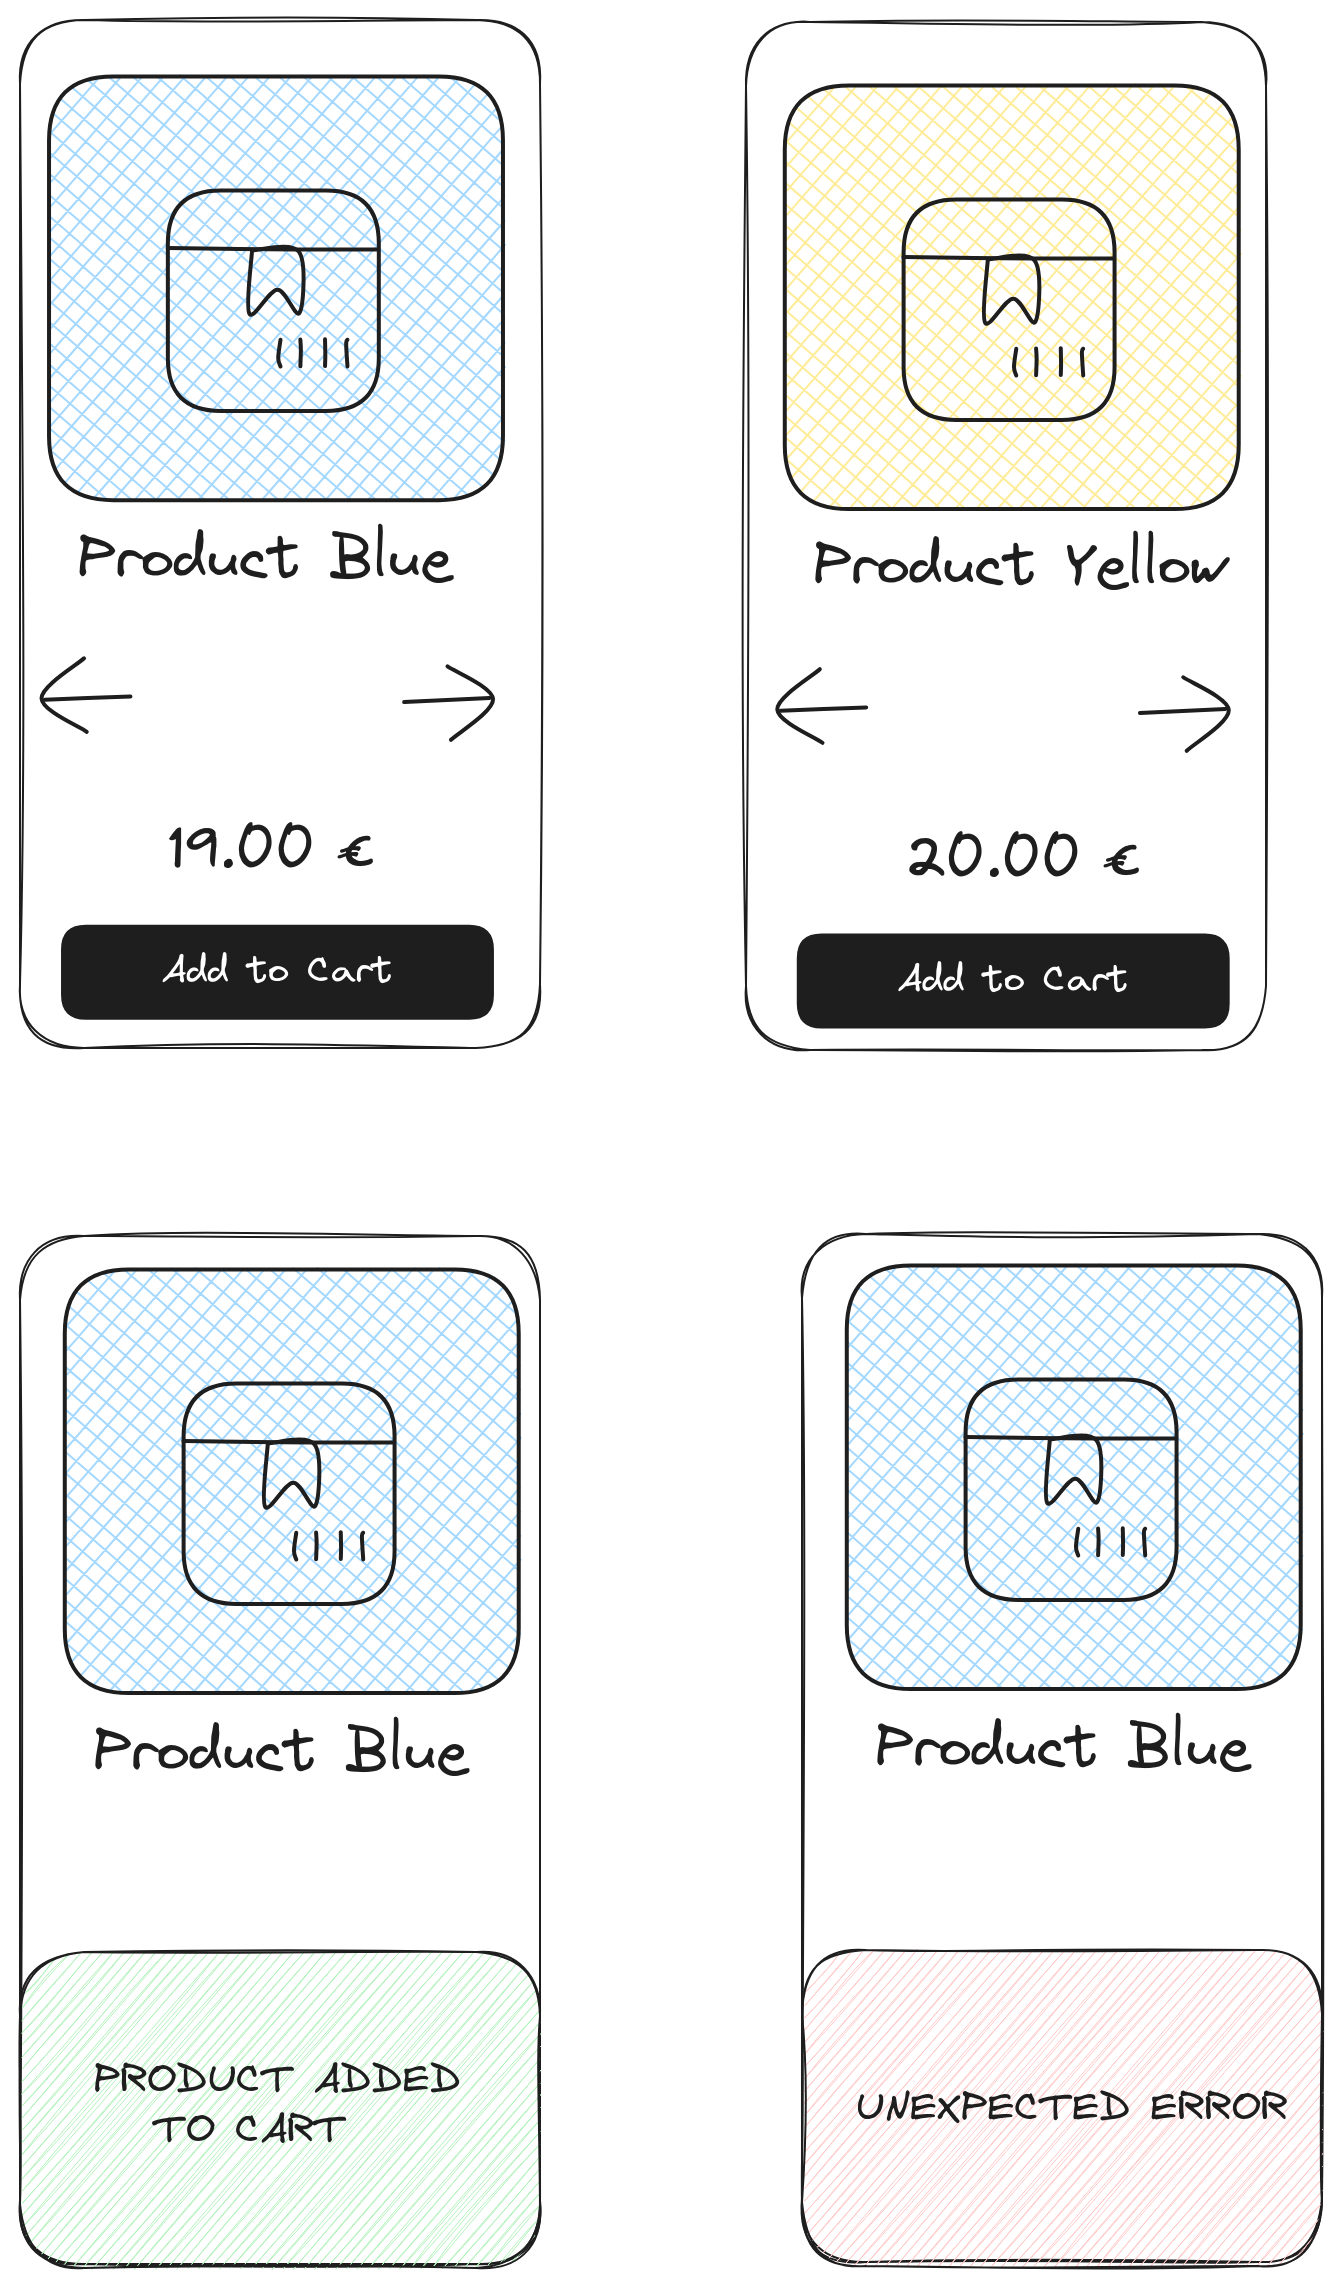 Product Blue
19.00 €
Add to Cart
Product Yellow
20.00 €
Add to Cart
Product Blue
PRODUCT ADDED
TO CART
Product Blue
UNEXPECTED ERROR